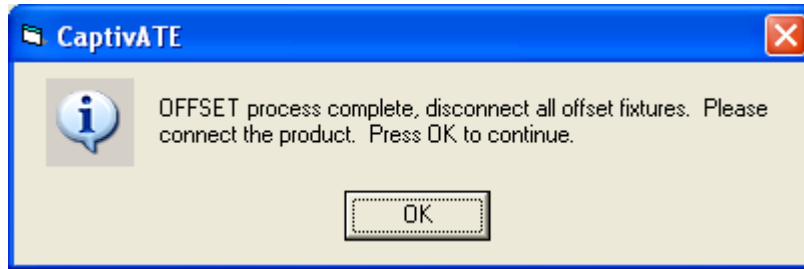 CaptivATE
OFFSET process complete, disconnect all offset fixtures.  Please
connect the product.  Press OK to continue.
OK